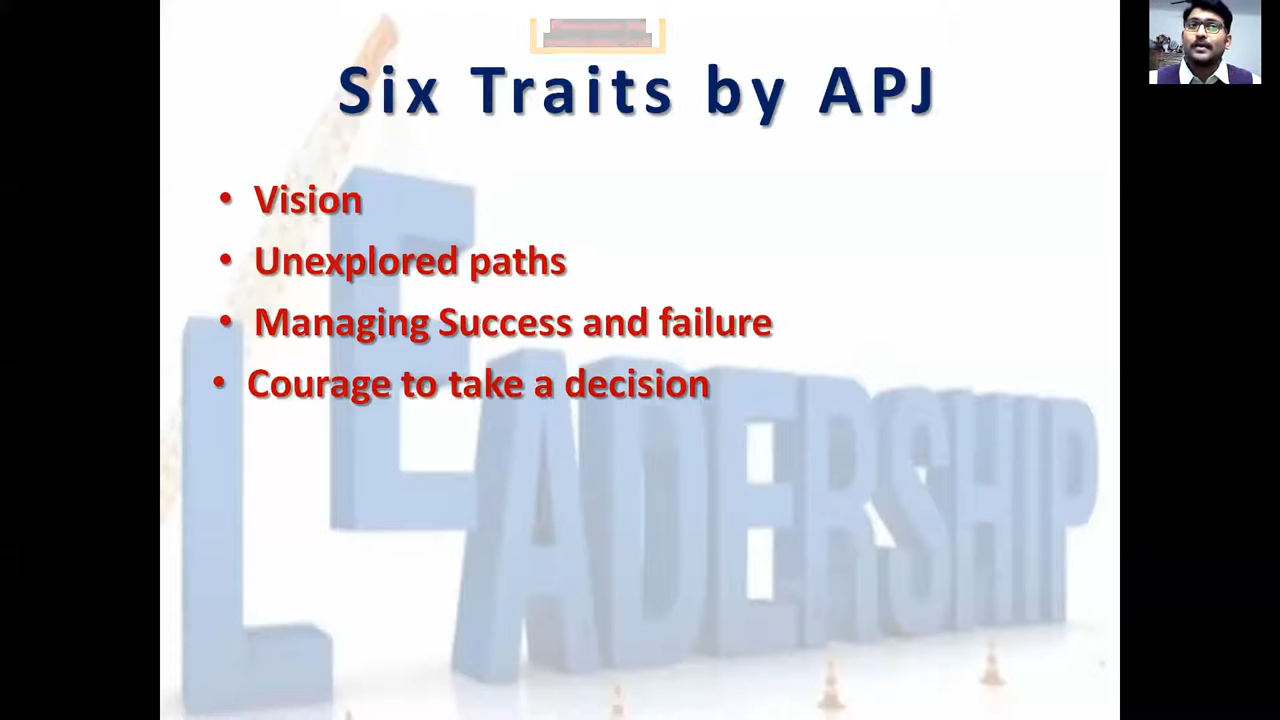 Six Traits by APJ
• Vision
• Unexplored paths
• Managing Success and failure
• Courage to take a decision
LEADERSHIP